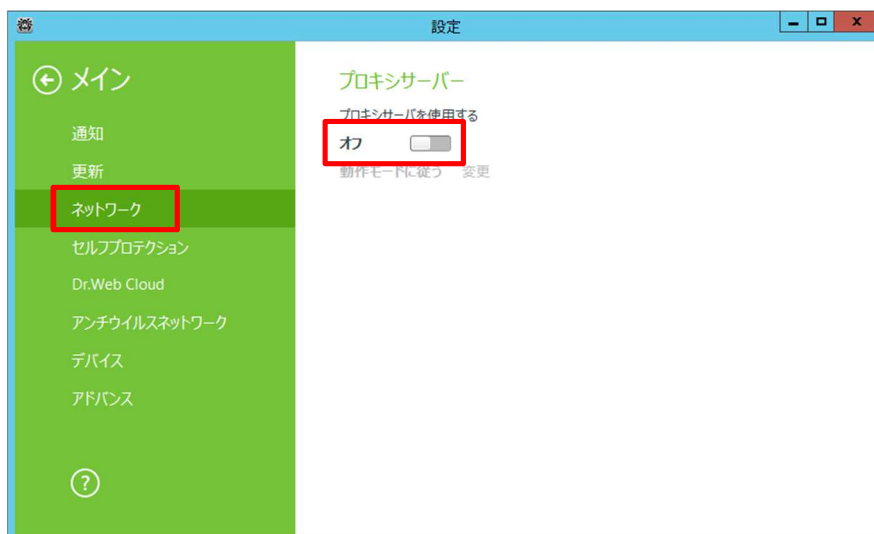 設定
メイン
通知
更新
ネットワーク
セルフプロテクション
Dr.Web Cloud
アンチウイルスネットワーク
デバイス
アドバンス
?
プロキシサーバー
プロキシサーバを使用する
オフ
動作モードに従う 変更